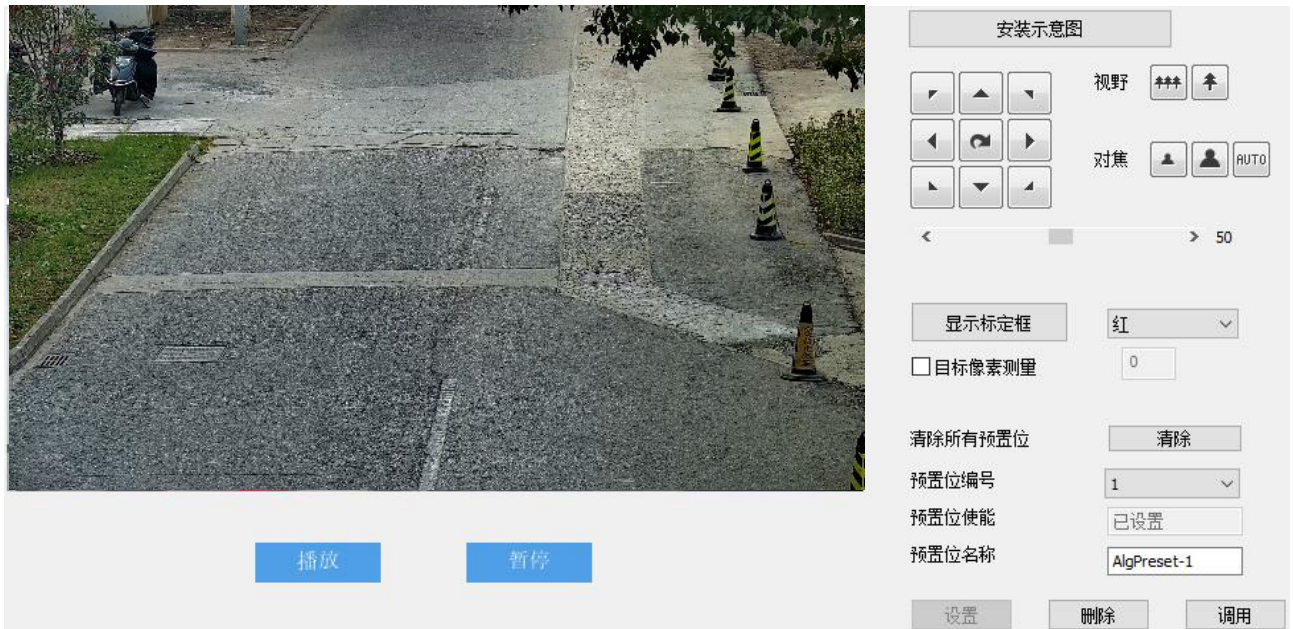 安装示意图
视野
对焦 AUTO
50
显示标定框 红
目标像素测量 0
清除所有预置位 清除
预置位编号 1
预置位使能 已设置
预置位名称 AlgPreset-1
播放 暂停
设置 删除 调用